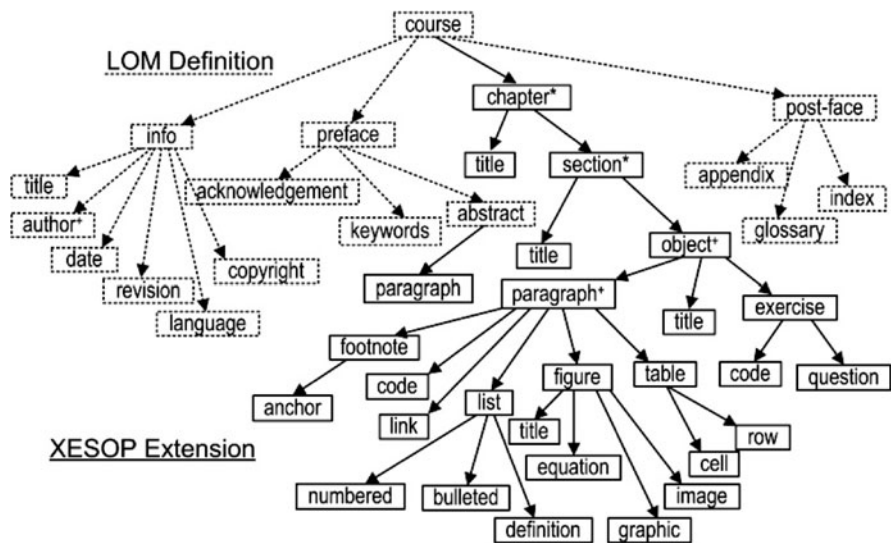 course
LOM Definition
chapter*
post-face
info
preface
title
section*
title
acknowledgement
appendix
index
author+
keywords
abstract
glossary
date
title
object+
copyright
revision
paragraph
paragraph+
title
exercise
language
footnote
code
figure
table
code
question
anchor
link
list
title
row
XESOP Extension
equation
cell
numbered
bulleted
image
definition
graphic